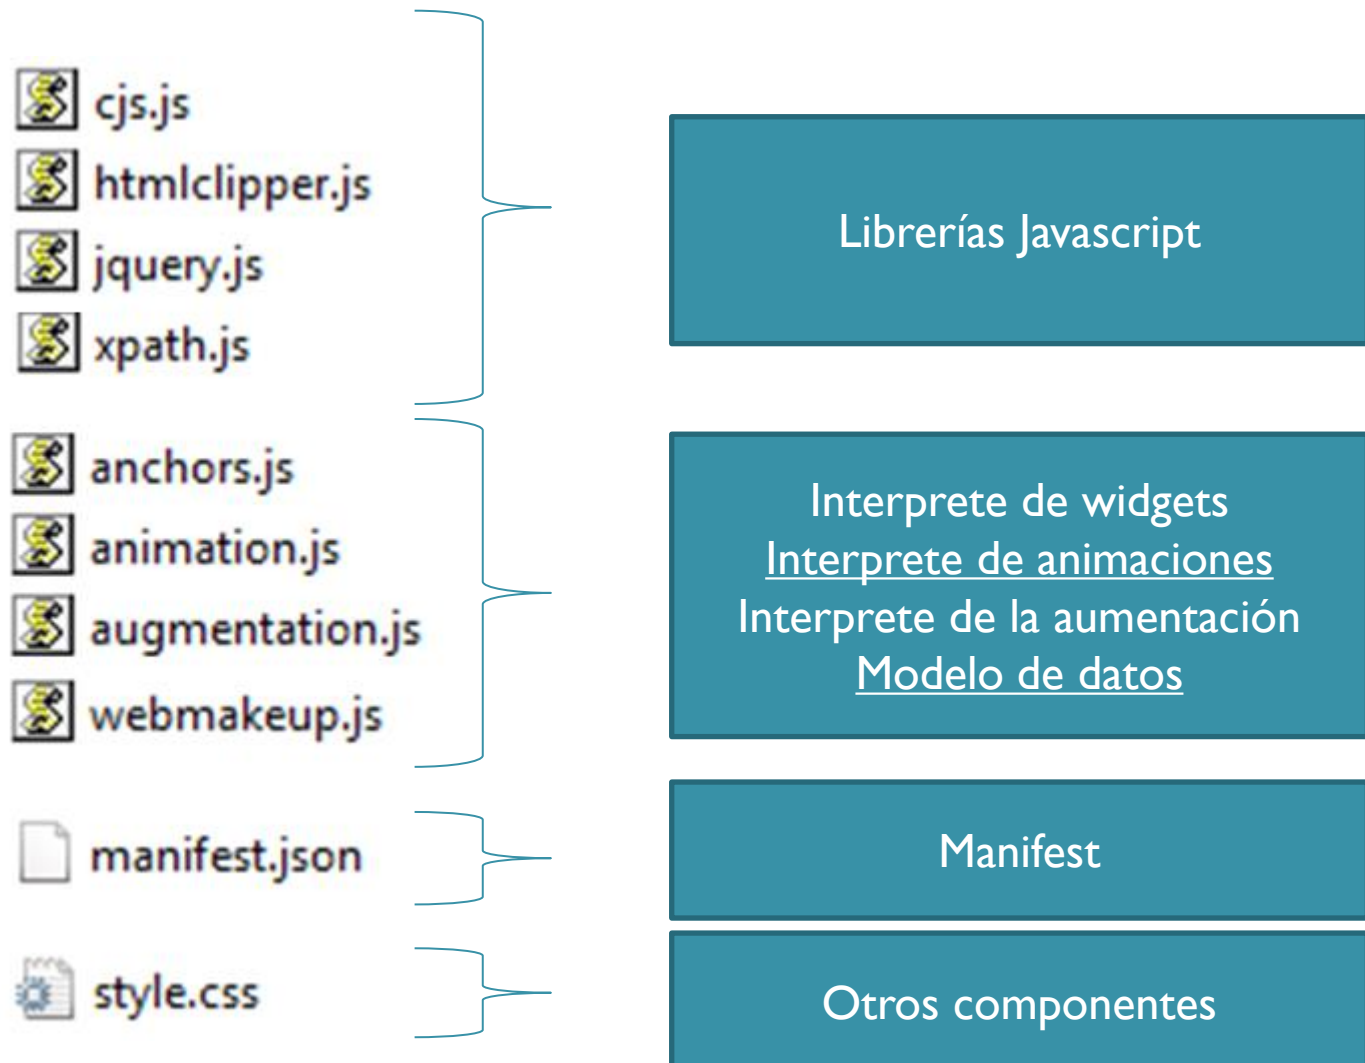 cjs.js
htmlclipper.js
jquery.js
xpath.js
Librerías Javascript
anchors.js
animation.js
augmentation.js
webmakeup.js
Interprete de widgets
Interprete de animaciones
Interprete de la aumentación
Modelo de datos
manifest.json
Manifest
style.css
Otros componentes